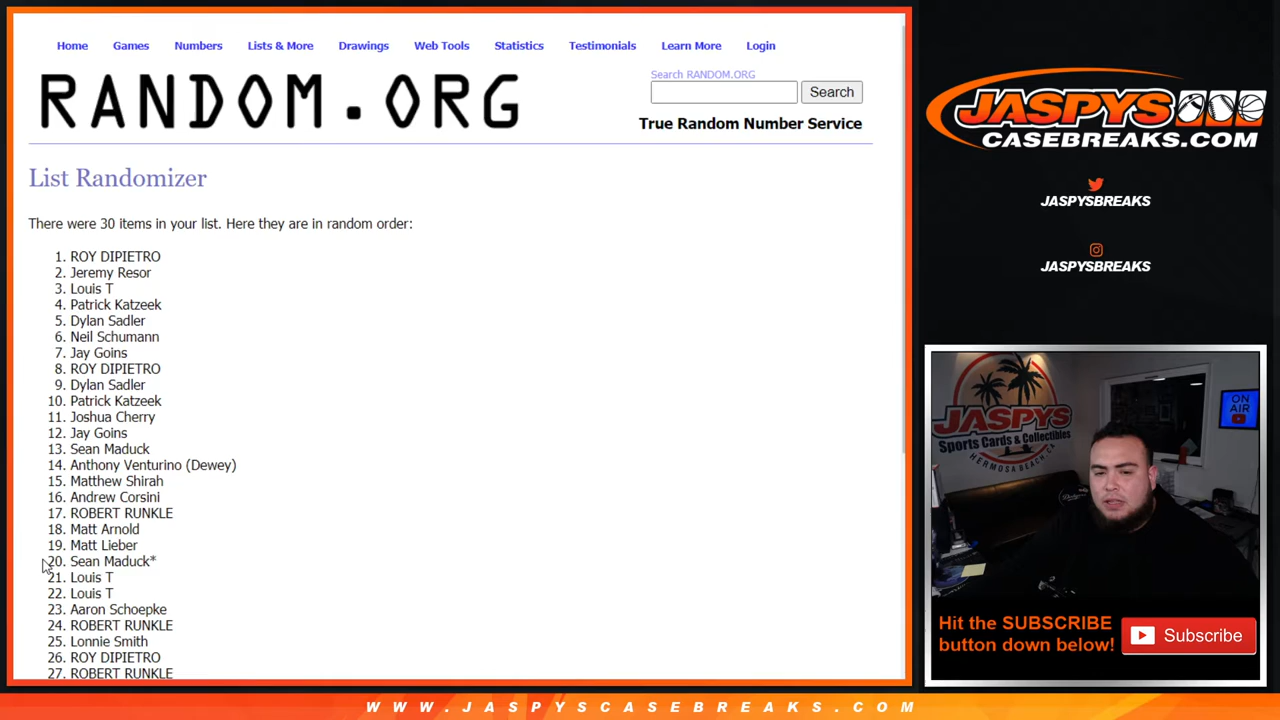 Home Games Numbers Lists & More Drawings Web Tools Statistics Testimonials Learn More Login
Search RANDOM.ORG
RANDOM.ORG
Search
True Random Number Service
List Randomizer
There were 30 items in your list. Here they are in random order:
1. ROY DIPIETRO
2. Jeremy Resor
3. Louis T
4. Patrick Katzeek
5. Dylan Sadler
6. Neil Schumann
7. Jay Goins
8. ROY DIPIETRO
9. Dylan Sadler
10. Patrick Katzeek
11. Joshua Cherry
12. Jay Goins
13. Sean Maduck
14. Anthony Venturino (Dewey)
15. Matthew Shirah
16. Andrew Corsini
17. ROBERT RUNKLE
18. Matt Arnold
19. Matt Lieber
20. Sean Maduck*
21. Louis T
22. Louis T
23. Aaron Schoepke
24. ROBERT RUNKLE
25. Lonnie Smith
26. ROY DIPIETRO
27. ROBERT RUNKLE
JASPYS
CASEBREAKS.COM
JASPYSBREAKS
JASPYSBREAKS
JASPYS
Sports Cards & Collectibles
HERMOSA BEACH, CA
ON
AIR
Dodgers
Hit the SUBSCRIBE
button down below!
Subscribe
WWW.JASPYSCASEBREAKS.COM